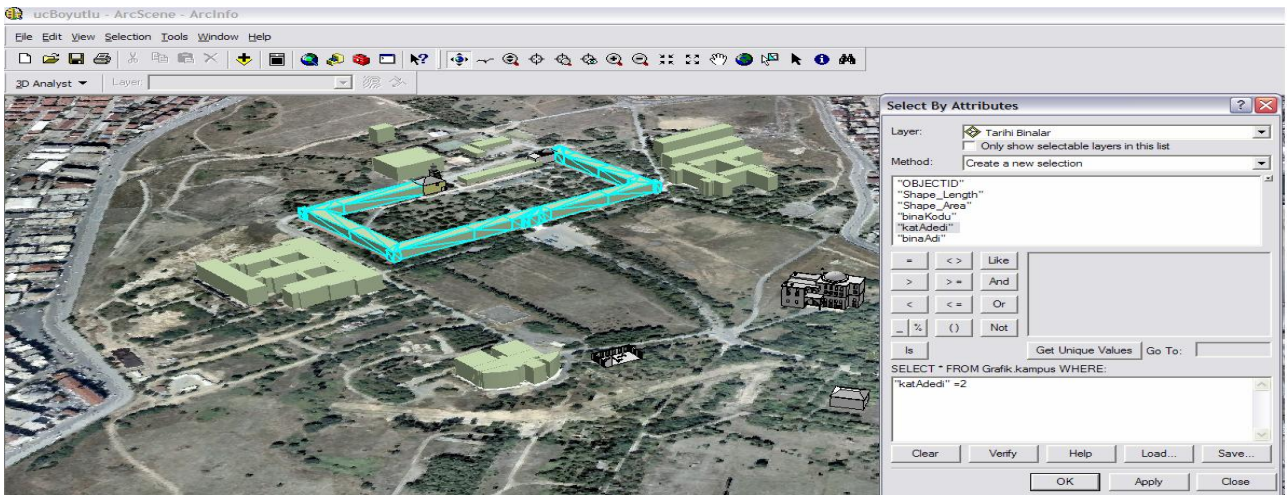 ucBoyutlu - ArcScene - ArcInfo
File Edit View Selection Tools Window Help
3D Analyst Layer:
Select By Attributes
Layer: Tarihi Binalar
Only show selectable layers in this list
Method: Create a new selection
"OBJECTID"
"Shape_Length"
"Shape_Area"
"binaKodu"
"katAdedi"
"binaAdi"
= < > Like
> > = And
< < = Or
_ % () Not
Is Get Unique Values Go To:
SELECT * FROM Grafik.kampus WHERE:
"katAdedi" =2
Clear Verify Help Load... Save...
OK Apply Close